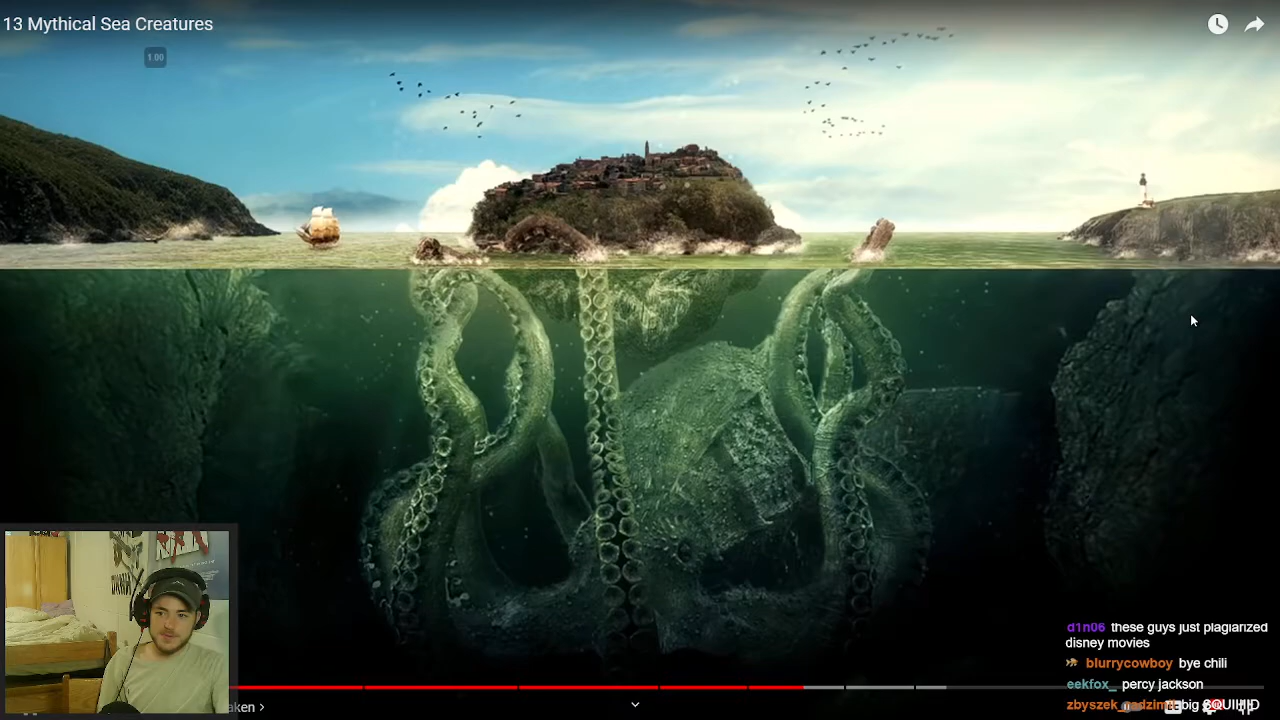 13 Mythical Sea Creatures
1.00
d1n06 these guys just plagiarized
disney movies
blurrycowboy bye chili
eekfox_ percy jackson
big SQUIIIID
aken >